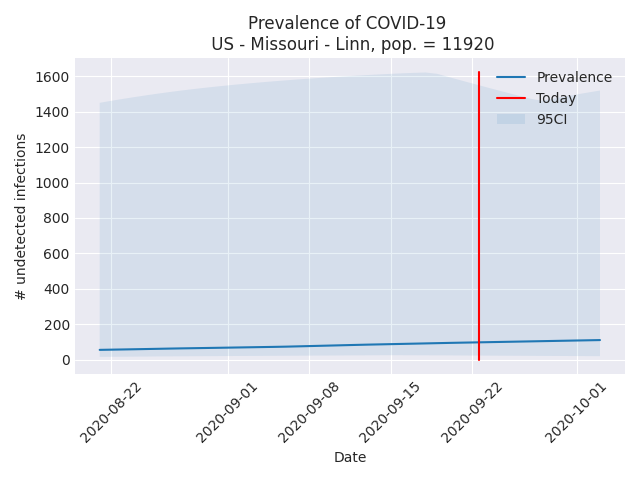 Prevalence of COVID-19
US - Missouri - Linn, pop. = 11920
Prevalence
Today
95CI
# undetected infections
1600
1400
1200
1000
800
600
400
200
0
2020-08-22
2020-09-01
2020-09-08
2020-09-15
2020-09-22
2020-10-01
Date